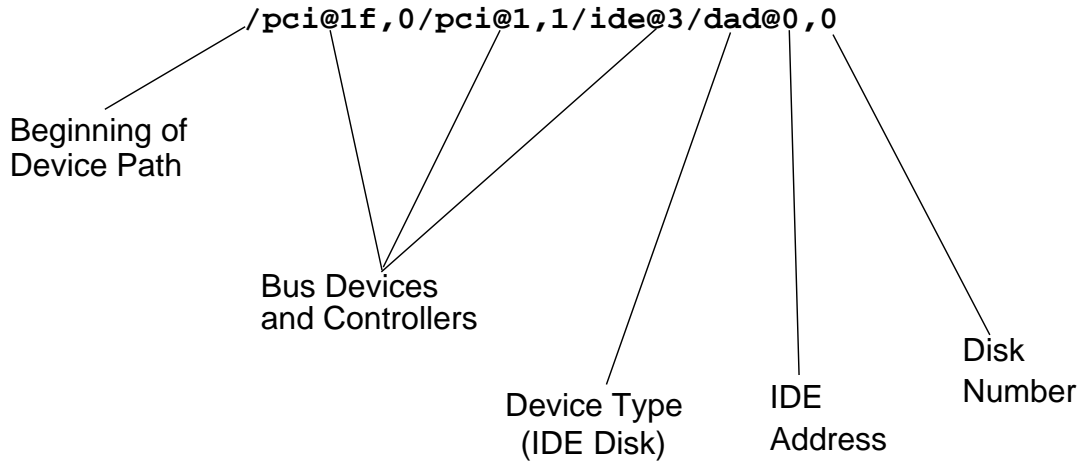 /pci@1f,0/pci@1,1/ide@3/dad@0,0
Beginning of
Device Path
Bus Devices
and Controllers
Device Type
(IDE Disk)
IDE
Address
Disk
Number